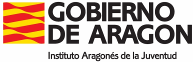 GOBIERNO
DE ARAGON
Instituto Aragonés de la Juventud